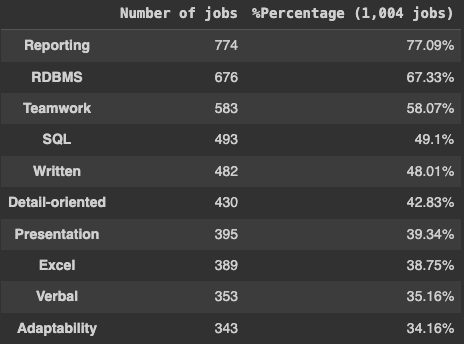 Number of jobs %Percentage (1,004 jobs)
Reporting 774 77.09%
RDBMS 676 67.33%
Teamwork 583 58.07%
SQL 493 49.1%
Written 482 48.01%
Detail-oriented 430 42.83%
Presentation 395 39.34%
Excel 389 38.75%
Verbal 353 35.16%
Adaptability 343 34.16%